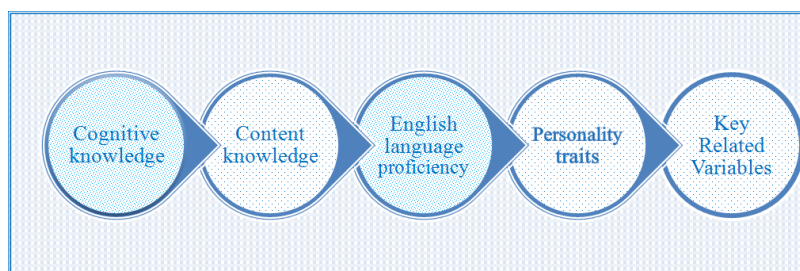 Cognitive
knowledge
Content
knowledge
English
language
proficiency
Personality
traits
Key
Related
Variables